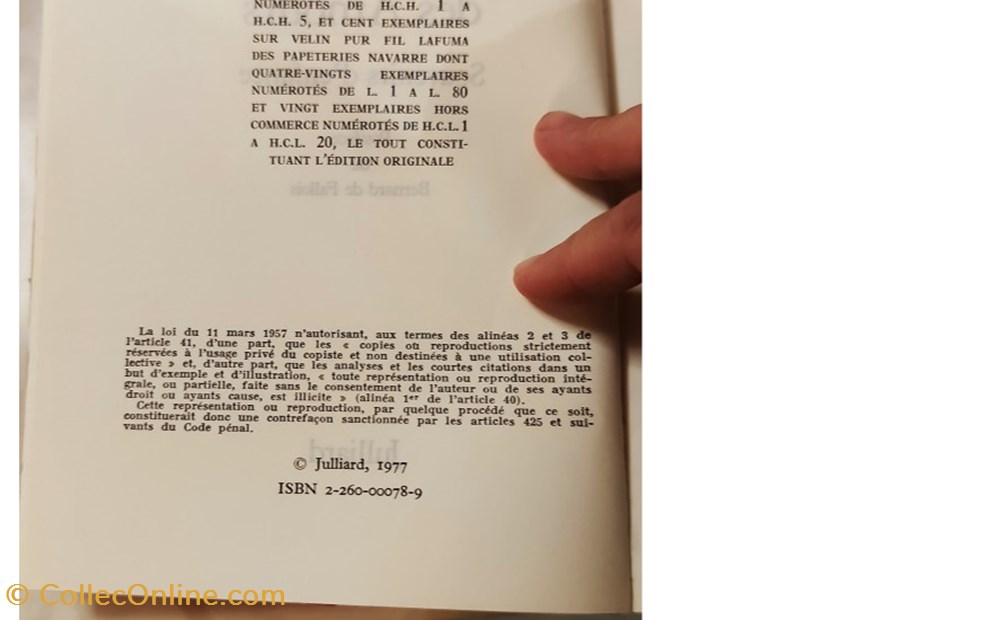 NUMÉROTÉS DE H.C.H. 1 A
H.C.H. 5, ET CENT EXEMPLAIRES
SUR VELIN PUR FIL LAFUMA
DES PAPETERIES NAVARRE DONT
QUATRE-VINGTS EXEMPLAIRES
NUMÉROTÉS DE L. 1 A L. 80
ET VINGT EXEMPLAIRES HORS
COMMERCE NUMÉROTÉS DE H.C.L. 1
A H.C.L. 20, LE TOUT CONSTI-
TUANT L'ÉDITION ORIGINALE
Bernard de Fallois
La loi du 11 mars 1957 n'autorisant, aux termes des alinéas 2 et 3 de
l'article 41, d'une part, que les « copies ou reproductions strictement
réservées à l'usage privé du copiste et non destinées à une utilisation col-
lective » et, d'autre part, que les analyses et les courtes citations dans un
but d'exemple et d'illustration, « toute représentation ou reproduction inté-
grale, ou partielle, faite sans le consentement de l'auteur ou de ses ayants
droit ou ayants cause, est illicite » (alinéa 1er de l'article 40).
Cette représentation ou reproduction, par quelque procédé que ce soit,
constituerait donc une contrefaçon sanctionnée par les articles 425 et sui-
vants du Code pénal.
Julliard
© Julliard, 1977
ISBN 2-260-00078-9
© CollecOnline.com